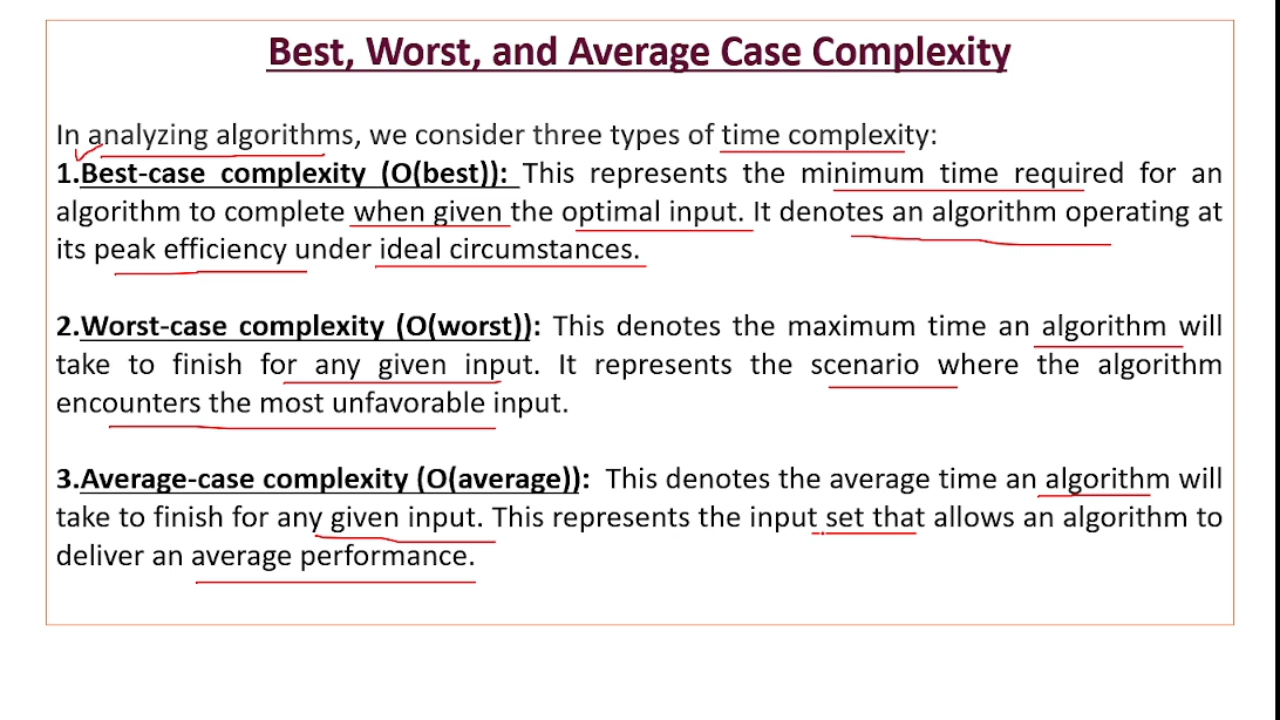 Best, Worst, and Average Case Complexity
In analyzing algorithms, we consider three types of time complexity:
1.Best-case complexity (O(best)): This represents the minimum time required for an
algorithm to complete when given the optimal input. It denotes an algorithm operating at
its peak efficiency under ideal circumstances.
2.Worst-case complexity (O(worst)): This denotes the maximum time an algorithm will
take to finish for any given input. It represents the scenario where the algorithm
encounters the most unfavorable input.
3.Average-case complexity (O(average)): This denotes the average time an algorithm will
take to finish for any given input. This represents the input set that allows an algorithm to
deliver an average performance.